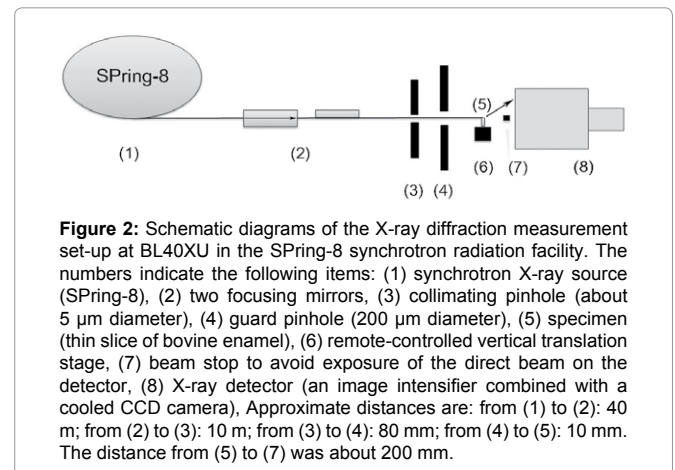 SPring-8
(5)
(1)
(2)
(6)
(7)
(8)
(3)
(4)
Figure 2: Schematic diagrams of the X-ray diffraction measurement
set-up at BL40XU in the SPring-8 synchrotron radiation facility. The
numbers indicate the following items: (1) synchrotron X-ray source
(SPring-8), (2) two focusing mirrors, (3) collimating pinhole (about
5 μm diameter), (4) guard pinhole (200 μm diameter), (5) specimen
(thin slice of bovine enamel), (6) remote-controlled vertical translation
stage, (7) beam stop to avoid exposure of the direct beam on the
detector, (8) X-ray detector (an image intensifier combined with a
cooled CCD camera), Approximate distances are: from (1) to (2): 40
m; from (2) to (3): 10 m; from (3) to (4): 80 mm; from (4) to (5): 10 mm.
The distance from (5) to (7) was about 200 mm.